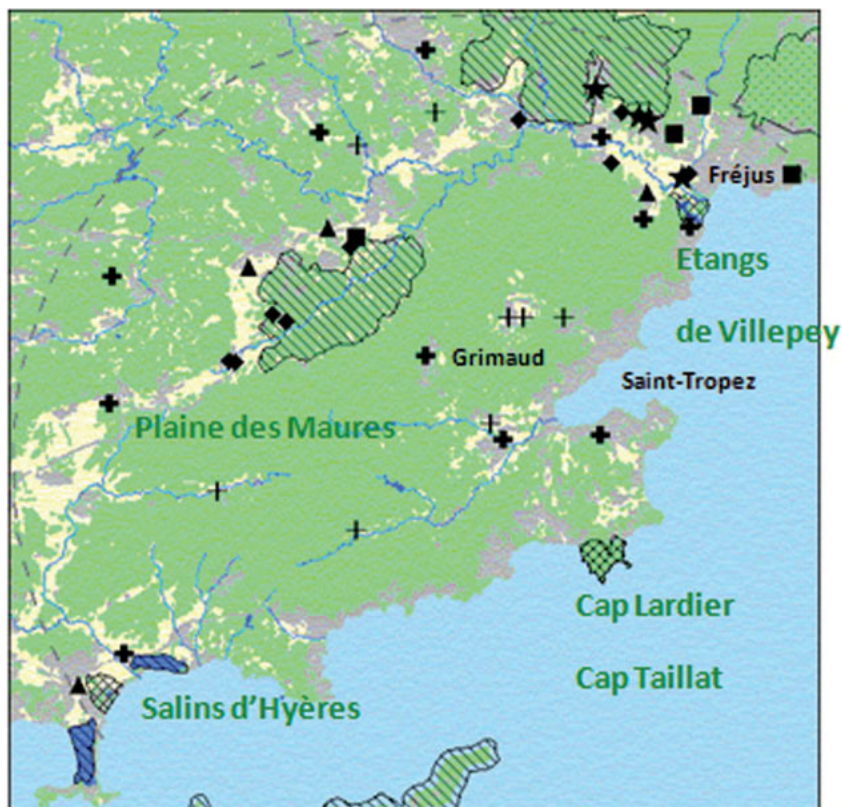 Fréjus
Etangs
de Villepey
Grimaud
Saint-Tropez
Plaine des Maures
Cap Lardier
Cap Taillat
Salins d'Hyères